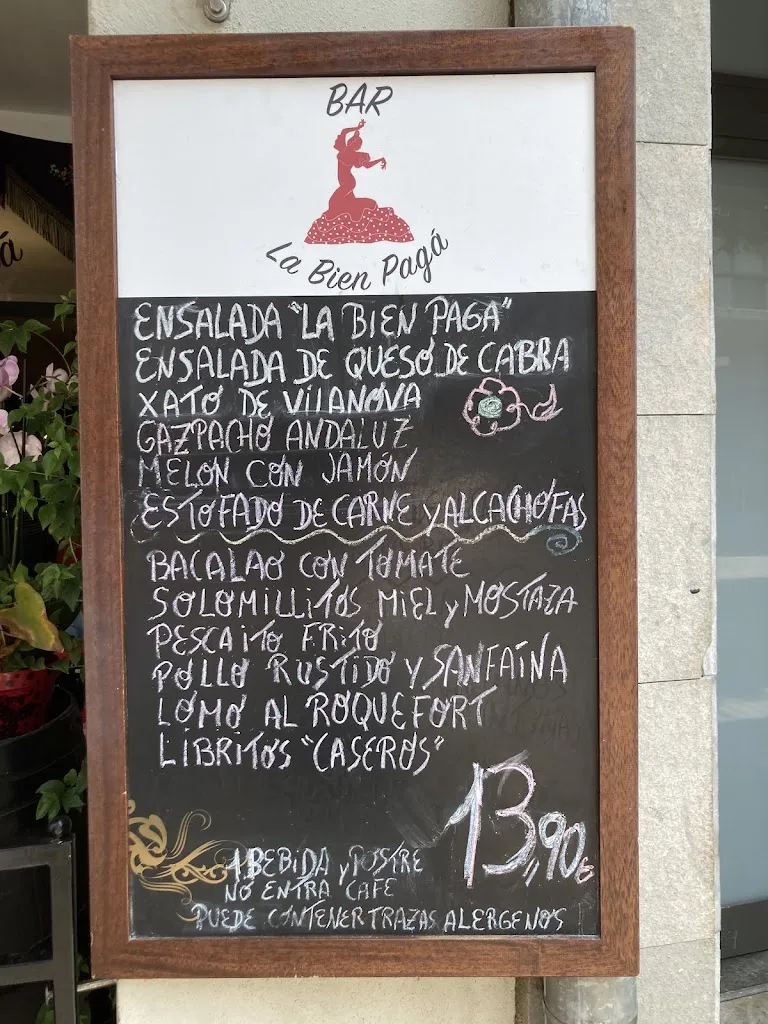 BAR
La Bien Pagá
ENSALADA "LA BIEN PAGA"
ENSALADA DE QUESO DE CABRA
XATO DE VILANOVA
GAZPACHO ANDALUZ
MELON CON JAMÓN
ESTOFADO DE CARNE y ALCACHOFAS
BACALAO CON TOMATE
SOLOMILLITOS MIEL y MOSTAZA
PESCAITO FRITO
POLLO RUSTIDO Y SANFAÍNA
LOMO AL ROQUEFORT
LIBRITOS "CASEROS"
13,90€
1 BEBIDA y POSTRE
NO ENTRA CAFE
PUEDE CONTENER TRAZAS ALERGENOS
á